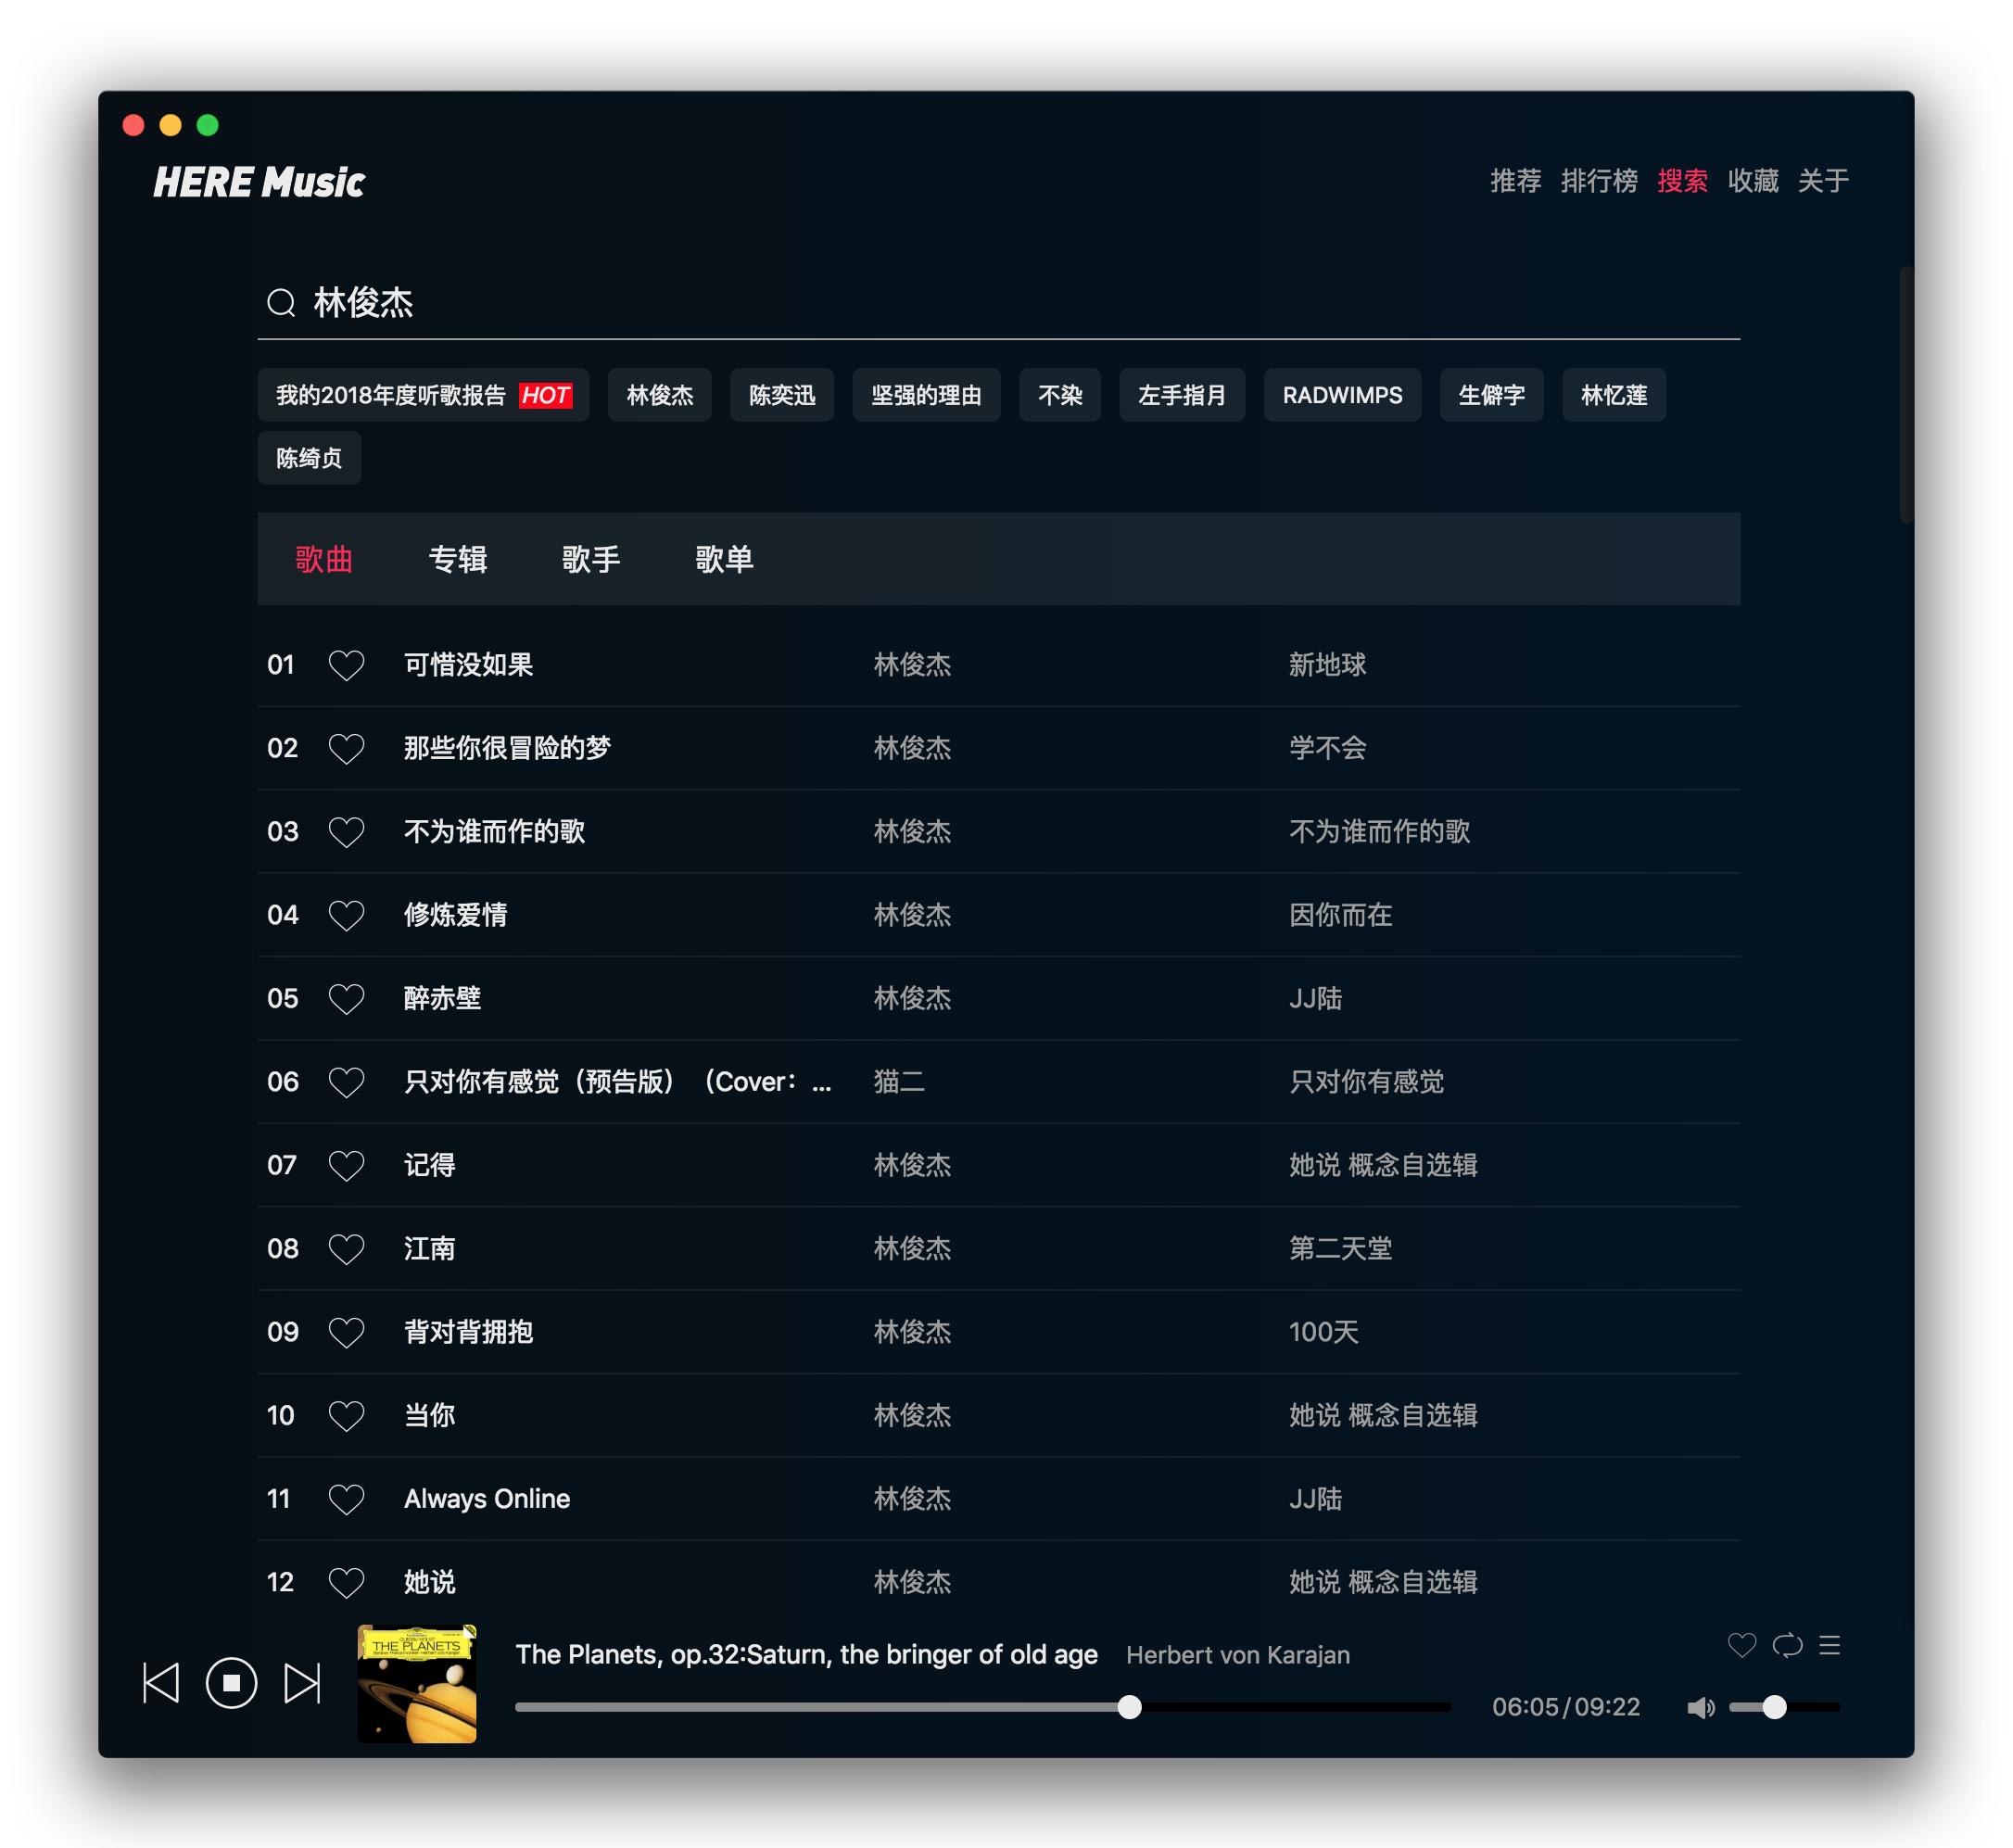 HERE Music
推荐 排行榜 搜索 收藏 关于
林俊杰
我的2018年度听歌报告 HOT 林俊杰 陈奕迅 坚强的理由 不染 左手指月 RADWIMPS 生僻字 林忆莲
陈绮贞
歌曲 专辑 歌手 歌单
01 可惜没如果 林俊杰 新地球
02 那些你很冒险的梦 林俊杰 学不会
03 不为谁而作的歌 林俊杰 不为谁而作的歌
04 修炼爱情 林俊杰 因你而在
05 醉赤壁 林俊杰 JJ陆
06 只对你有感觉（预告版）（Cover：... 猫二 只对你有感觉
07 记得 林俊杰 她说 概念自选辑
08 江南 林俊杰 第二天堂
09 背对背拥抱 林俊杰 100天
10 当你 林俊杰 她说 概念自选辑
11 Always Online 林俊杰 JJ陆
12 她说 林俊杰 她说 概念自选辑
THE PLANETS
The Planets, op.32:Saturn, the bringer of old age Herbert von Karajan
06:05/09:22